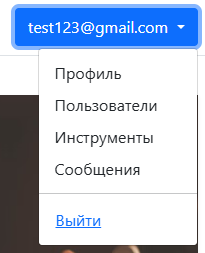 test123@gmail.com
Профиль
Пользователи
Инструменты
Сообщения
Выйти